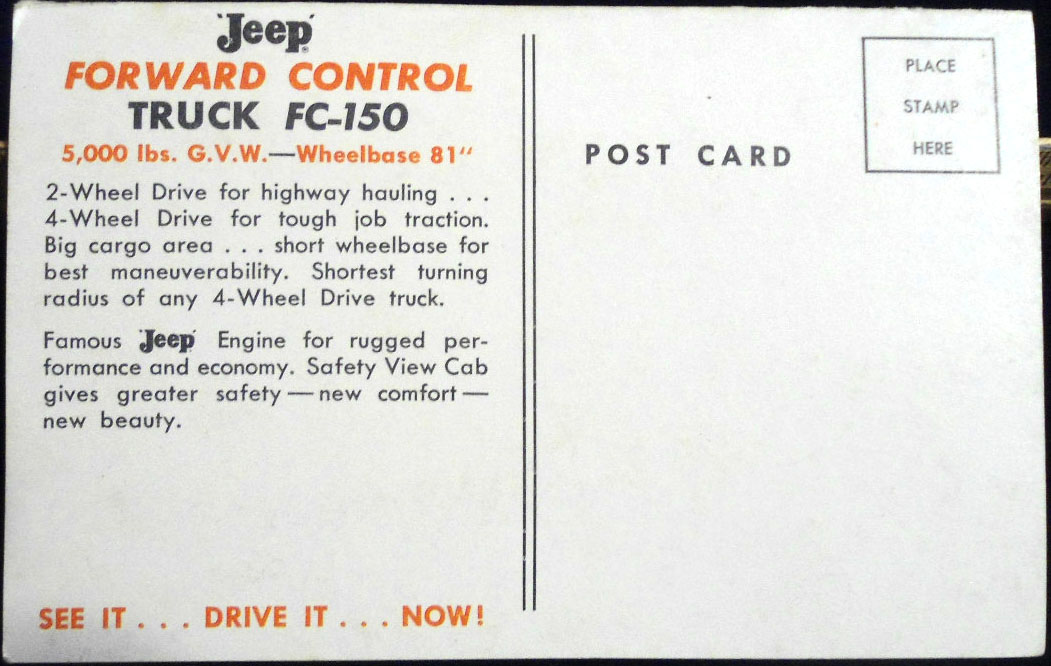 'Jeep'
FORWARD CONTROL
TRUCK FC-150
5,000 lbs. G.V.W.—Wheelbase 81"
2-Wheel Drive for highway hauling . . .
4-Wheel Drive for tough job traction.
Big cargo area . . . short wheelbase for
best maneuverability. Shortest turning
radius of any 4-Wheel Drive truck.
Famous 'Jeep' Engine for rugged per-
formance and economy. Safety View Cab
gives greater safety — new comfort —
new beauty.
SEE IT . . . DRIVE IT . . . NOW!
POST CARD
PLACE
STAMP
HERE